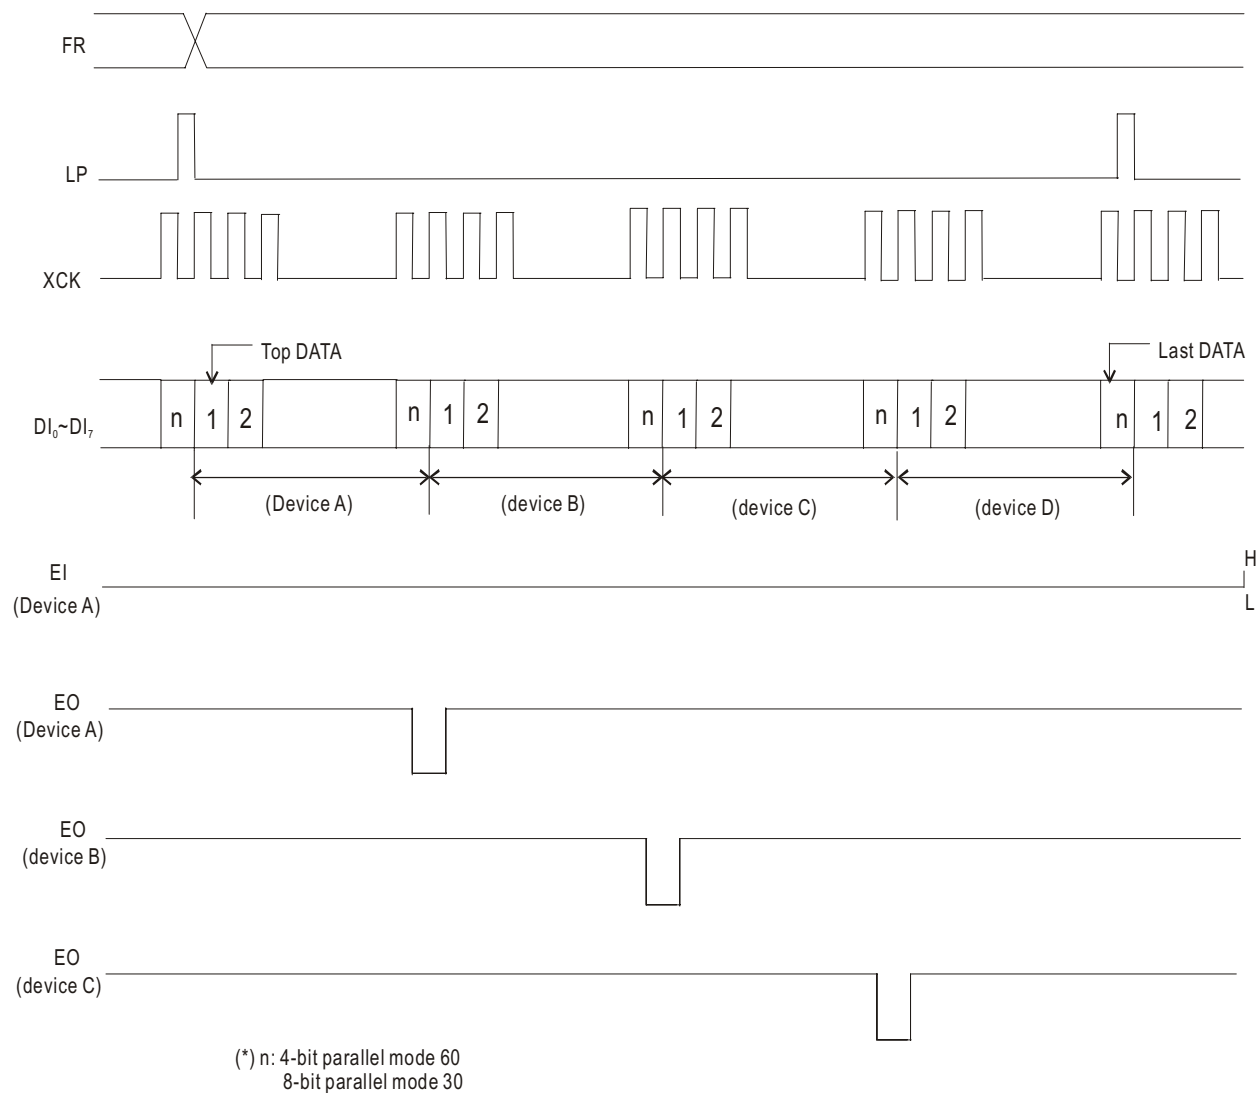 FR
LP
XCK
Top DATA
Last DATA
DI₀~DI₇
n 1 2 n 1 2 n 1 2 n 1 2 n 1 2
(Device A) (device B) (device C) (device D)
EI
(Device A)
H
L
EO
(Device A)
EO
(device B)
EO
(device C)
(*) n: 4-bit parallel mode 60
8-bit parallel mode 30